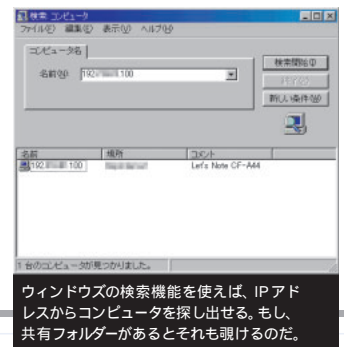 検索 コンピュータ
ファイル(F) 編集(E) 表示(V) ヘルプ(H)
コンピュータ名
名前(N): 192. .100
検索開始(I)
新しい条件(W)
名前 場所 コメント
192. .100 Let's Note CF-A44
1 台のコンピュータが見つかりました。
ウィンドウズの検索機能を使えば、IPアド
レスからコンピュータを探し出せる。もし、
共有フォルダーがあるとそれも覗けるのだ。